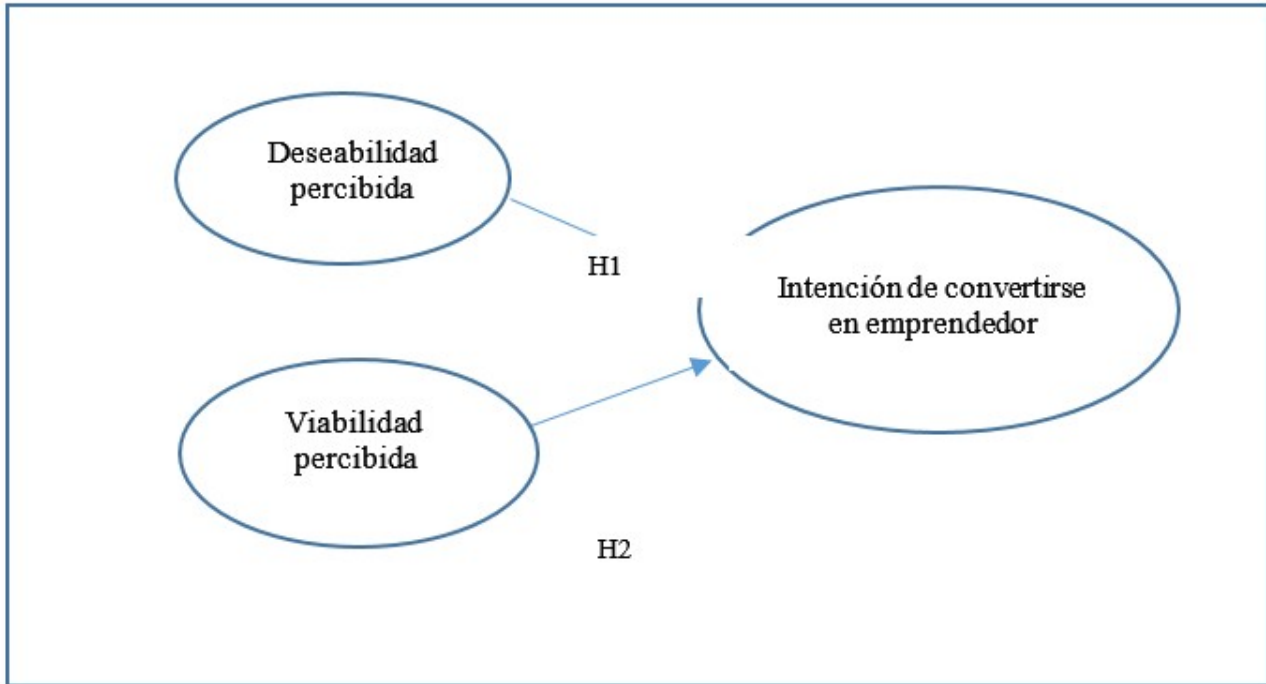 Deseabilidad
percibida
H1
Intención de convertirse
en emprendedor
Viabilidad
percibida
H2